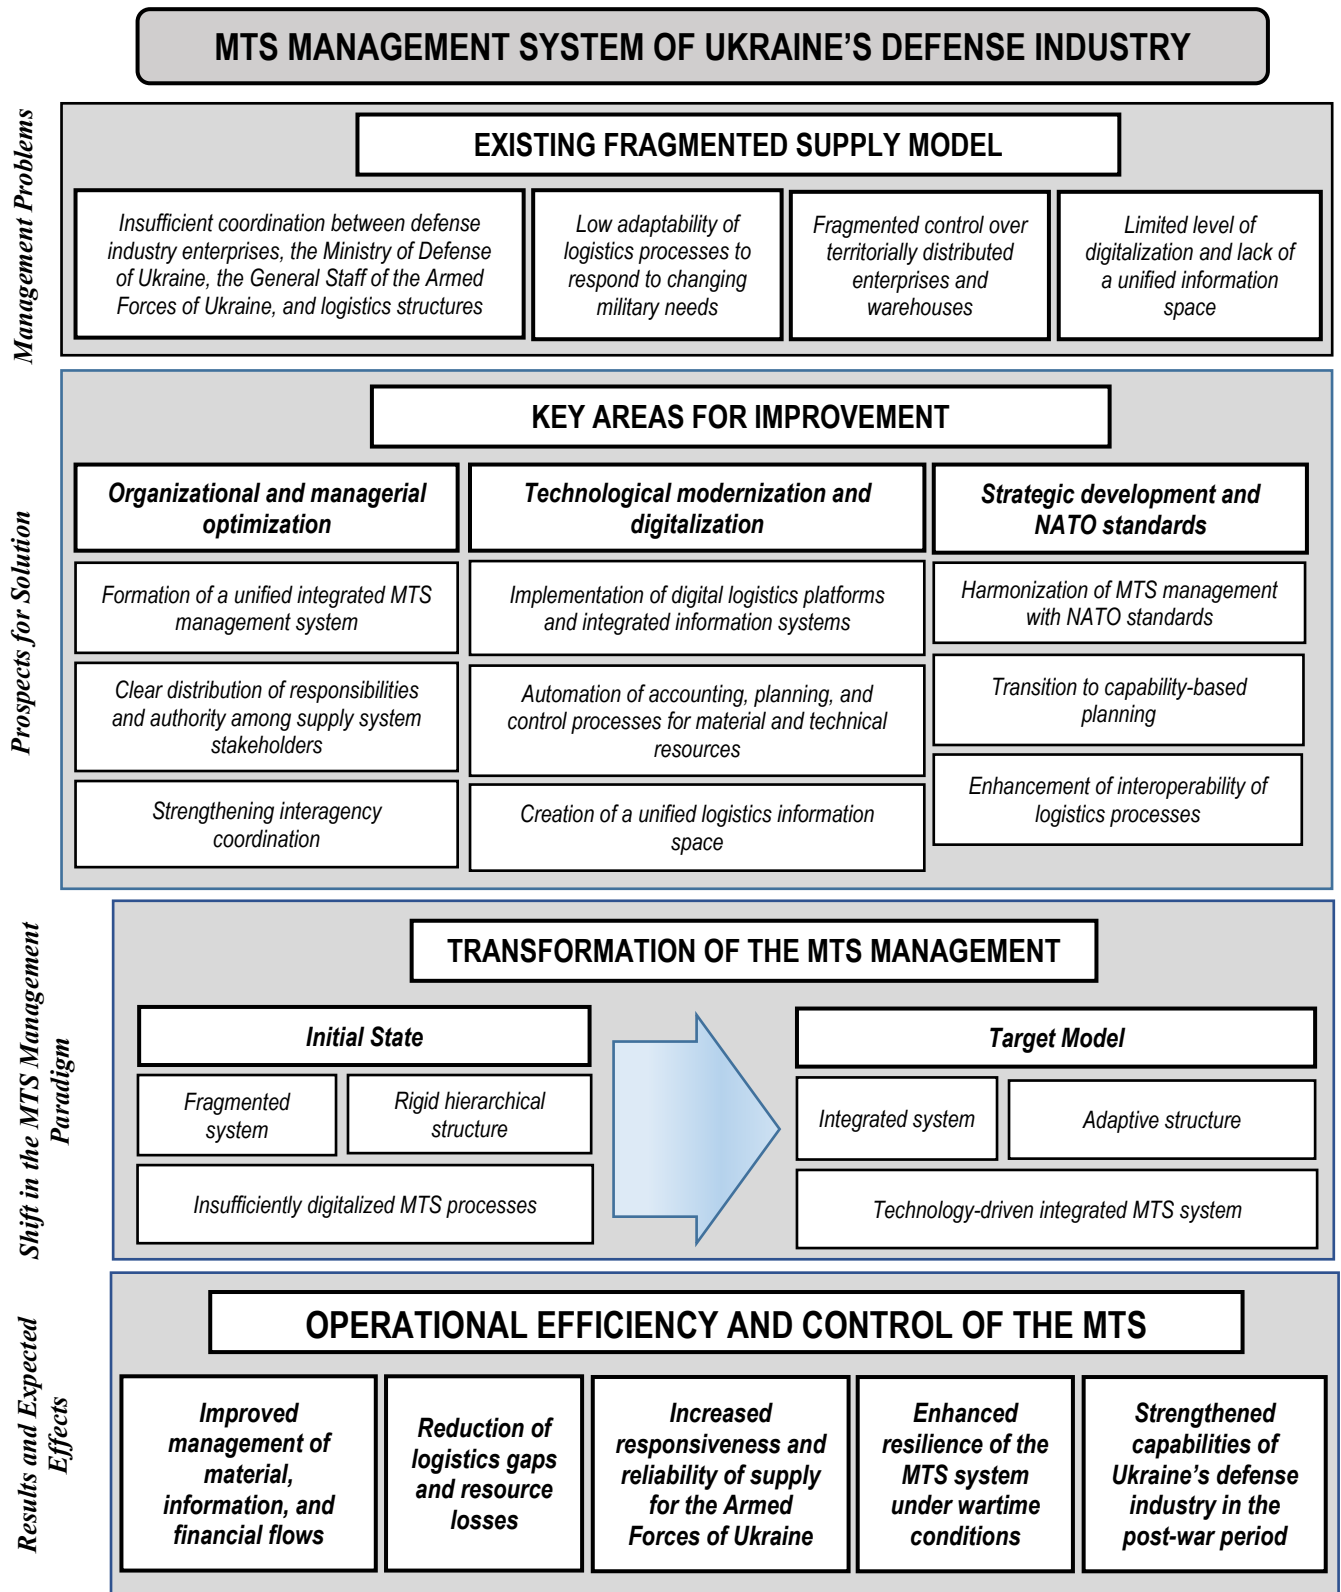 MTS MANAGEMENT SYSTEM OF UKRAINE’S DEFENSE INDUSTRY
Management Problems
EXISTING FRAGMENTED SUPPLY MODEL
Insufficient coordination between defense
industry enterprises, the Ministry of Defense
of Ukraine, the General Staff of the Armed
Forces of Ukraine, and logistics structures
Low adaptability of
logistics processes to
respond to changing
military needs
Fragmented control over
territorially distributed
enterprises and
warehouses
Limited level of
digitalization and lack of
a unified information
space
Prospects for Solution
KEY AREAS FOR IMPROVEMENT
Organizational and managerial
optimization
Formation of a unified integrated MTS
management system
Clear distribution of responsibilities
and authority among supply system
stakeholders
Strengthening interagency
coordination
Technological modernization and
digitalization
Implementation of digital logistics platforms
and integrated information systems
Automation of accounting, planning, and
control processes for material and technical
resources
Creation of a unified logistics information
space
Strategic development and
NATO standards
Harmonization of MTS management
with NATO standards
Transition to capability-based
planning
Enhancement of interoperability of
logistics processes
Shift in the MTS Management
Paradigm
TRANSFORMATION OF THE MTS MANAGEMENT
Initial State
Fragmented
system
Rigid hierarchical
structure
Insufficiently digitalized MTS processes
Target Model
Integrated system
Adaptive structure
Technology-driven integrated MTS system
Results and Expected
Effects
OPERATIONAL EFFICIENCY AND CONTROL OF THE MTS
Improved
management of
material,
information, and
financial flows
Reduction of
logistics gaps
and resource
losses
Increased
responsiveness and
reliability of supply
for the Armed
Forces of Ukraine
Enhanced
resilience of the
MTS system
under wartime
conditions
Strengthened
capabilities of
Ukraine’s defense
industry in the
post-war period